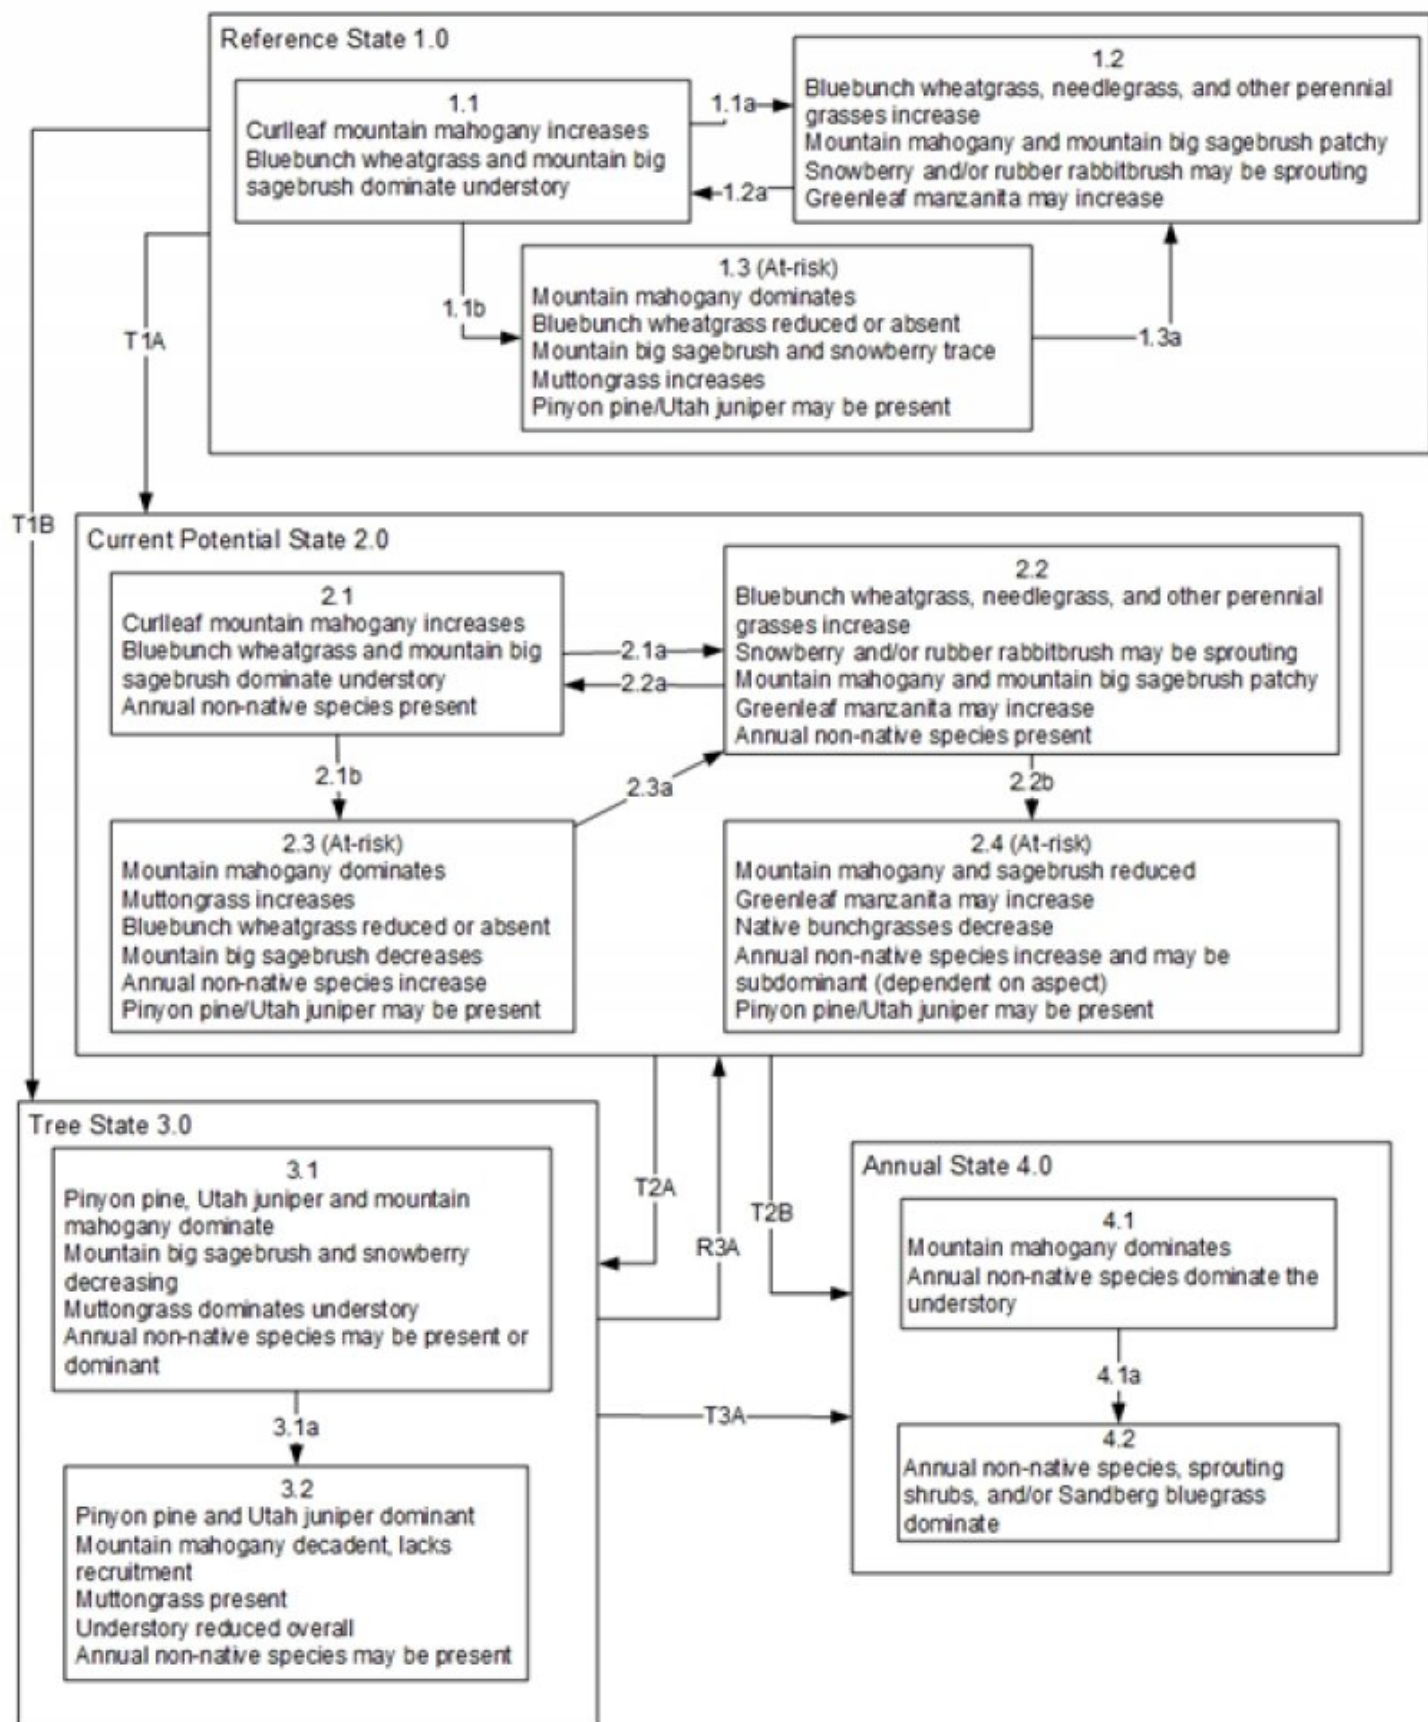 Reference State 1.0
1.1
Curlleaf mountain mahogany increases
Bluebunch wheatgrass and mountain big
sagebrush dominate understory
1.1a
1.2a
1.2
Bluebunch wheatgrass, needlegrass, and other perennial
grasses increase
Mountain mahogany and mountain big sagebrush patchy
Snowberry and/or rubber rabbitbrush may be sprouting
Greenleaf manzanita may increase
1.1b
1.3 (At-risk)
Mountain mahogany dominates
Bluebunch wheatgrass reduced or absent
Mountain big sagebrush and snowberry trace
Muttongrass increases
Pinyon pine/Utah juniper may be present
1.3a
T1A
T1B
Current Potential State 2.0
2.1
Curlleaf mountain mahogany increases
Bluebunch wheatgrass and mountain big
sagebrush dominate understory
Annual non-native species present
2.1a
2.2a
2.2
Bluebunch wheatgrass, needlegrass, and other perennial
grasses increase
Snowberry and/or rubber rabbitbrush may be sprouting
Mountain mahogany and mountain big sagebrush patchy
Greenleaf manzanita may increase
Annual non-native species present
2.1b
2.3a
2.2b
2.3 (At-risk)
Mountain mahogany dominates
Muttongrass increases
Bluebunch wheatgrass reduced or absent
Mountain big sagebrush decreases
Annual non-native species increase
Pinyon pine/Utah juniper may be present
2.4 (At-risk)
Mountain mahogany and sagebrush reduced
Greenleaf manzanita may increase
Native bunchgrasses decrease
Annual non-native species increase and may be
subdominant (dependent on aspect)
Pinyon pine/Utah juniper may be present
Tree State 3.0
3.1
Pinyon pine, Utah juniper and mountain
mahogany dominate
Mountain big sagebrush and snowberry
decreasing
Muttongrass dominates understory
Annual non-native species may be present or
dominant
3.1a
3.2
Pinyon pine and Utah juniper dominant
Mountain mahogany decadent, lacks
recruitment
Muttongrass present
Understory reduced overall
Annual non-native species may be present
T2A
R3A
T2B
T3A
Annual State 4.0
4.1
Mountain mahogany dominates
Annual non-native species dominate the
understory
4.1a
4.2
Annual non-native species, sprouting
shrubs, and/or Sandberg bluegrass
dominate